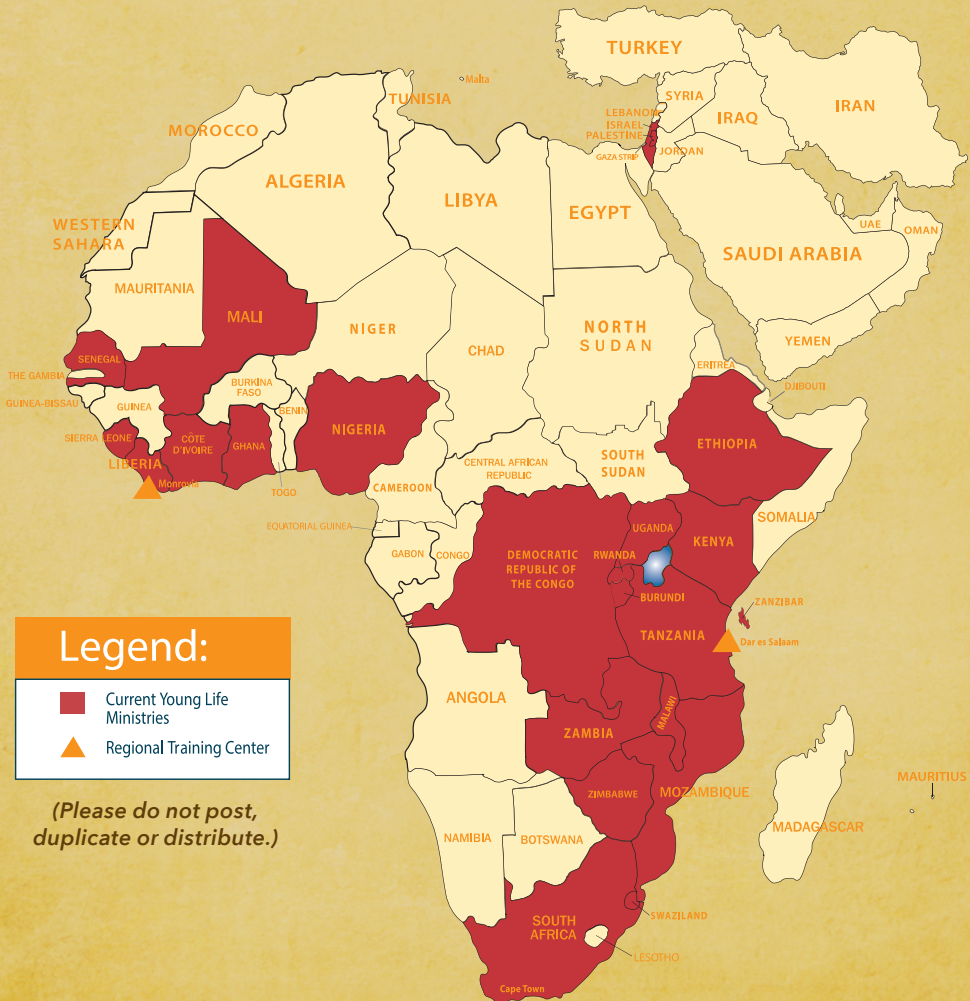 TURKEY
Malta
TUNISIA
SYRIA
LEBANON
ISRAEL
PALESTINE
IRAQ
IRAN
MOROCCO
GAZA STRIP
JORDAN
ALGERIA
LIBYA
EGYPT
WESTERN
SAHARA
UAE
OMAN
SAUDI ARABIA
MAURITANIA
MALI
NIGER
CHAD
NORTH
SUDAN
YEMEN
SENEGAL
ERITREA
THE GAMBIA
BURKINA
FASO
DJIBOUTI
GUINEA-BISSAU
GUINEA
BENIN
NIGERIA
SIERRA LEONE
CÔTE
D'IVOIRE
GHANA
ETHIOPIA
LIBERIA
Monrovia
TOGO
CAMEROON
CENTRAL AFRICAN
REPUBLIC
SOUTH
SUDAN
SOMALIA
EQUATORIAL GUINEA
UGANDA
KENYA
GABON
CONGO
DEMOCRATIC
REPUBLIC OF
THE CONGO
RWANDA
BURUNDI
ZANZIBAR
TANZANIA
Dar es Salaam
Legend:
Current Young Life
Ministries
Regional Training Center
(Please do not post,
duplicate or distribute.)
ANGOLA
ZAMBIA
MALAWI
MAURITIUS
ZIMBABWE
MOZAMBIQUE
MADAGASCAR
NAMIBIA
BOTSWANA
SWAZILAND
SOUTH
AFRICA
LESOTHO
Cape Town